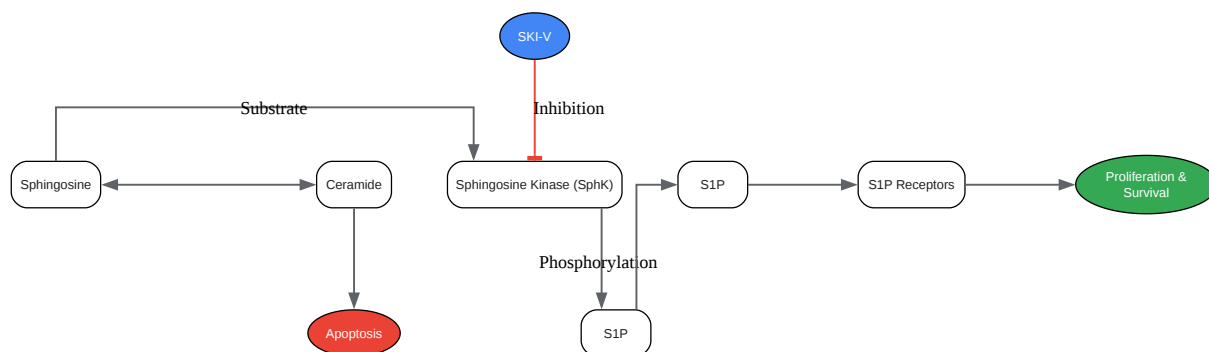 SKI-V
Substrate
Inhibition
Sphingosine
Ceramide
Sphingosine Kinase (SphK)
S1P
S1P Receptors
Proliferation &
Survival
Phosphorylation
Apoptosis
S1P